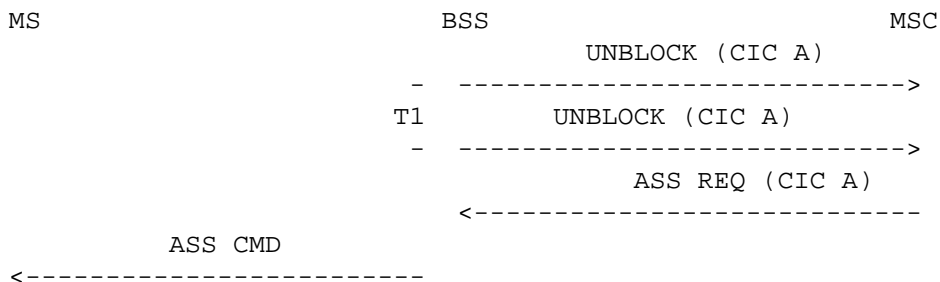 MS BSS MSC
UNBLOCK (CIC A)
- ---------------------------->
T1 UNBLOCK (CIC A)
- ---------------------------->
ASS REQ (CIC A)
<----------------------------
ASS CMD
<-------------------------